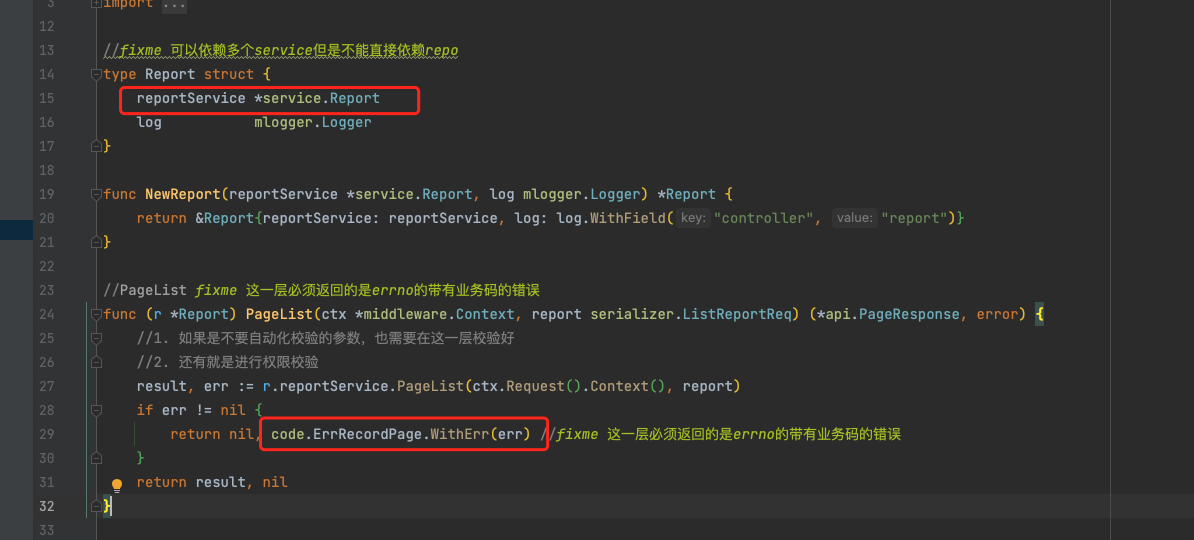 3 import ...
12
13 //fixme 可以依赖多个service但是不能直接依赖repo
14 type Report struct {
15 reportService *service.Report
16 log mlogger.Logger
17 }
18
19 func NewReport(reportService *service.Report, log mlogger.Logger) *Report {
20 return &Report{reportService: reportService, log: log.WithField( key: "controller", value: "report")}
21 }
22
23 //PageList fixme 这一层必须返回的是errno的带有业务码的错误
24 func (r *Report) PageList(ctx *middleware.Context, report serializer.ListReportReq) (*api.PageResponse, error) {
25 //1. 如果是不要自动化校验的参数，也需要在这一层校验好
26 //2. 还有就是进行权限校验
27 result, err := r.reportService.PageList(ctx.Request().Context(), report)
28 if err != nil {
29 return nil, code.ErrRecordPage.WithErr(err) //fixme 这一层必须返回的是errno的带有业务码的错误
30 }
31 return result, nil
32 }
33